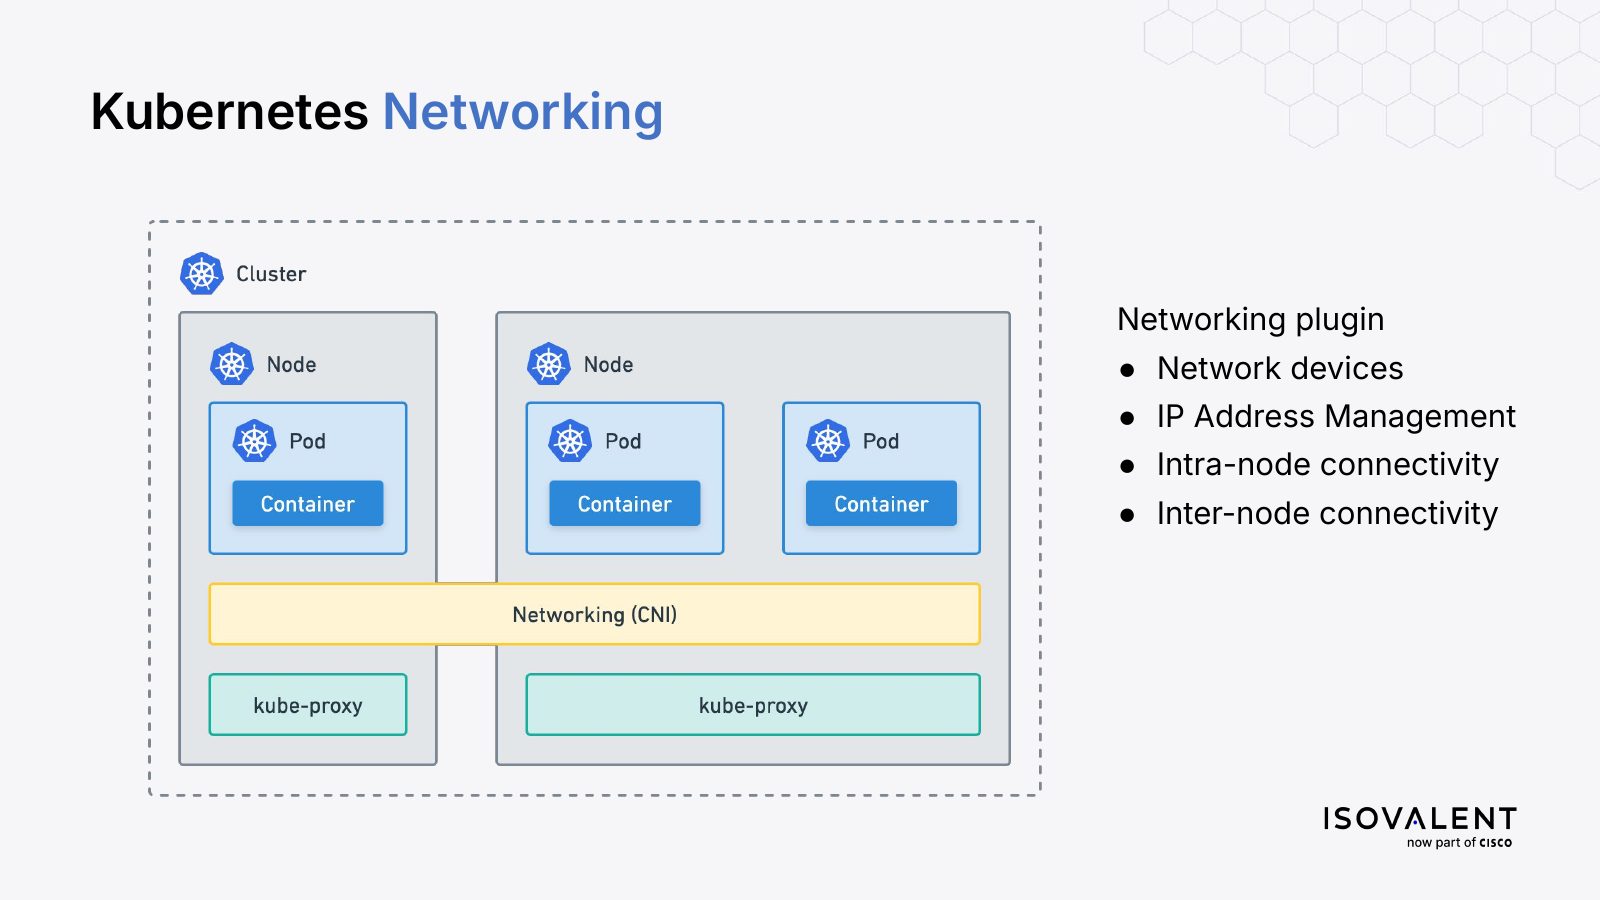 Kubernetes Networking
Cluster
Node
Pod
Container
Node
Pod
Container
Pod
Container
Networking (CNI)
kube-proxy
kube-proxy
Networking plugin
● Network devices
● IP Address Management
● Intra-node connectivity
● Inter-node connectivity
ISOVALENT
now part of CISCO